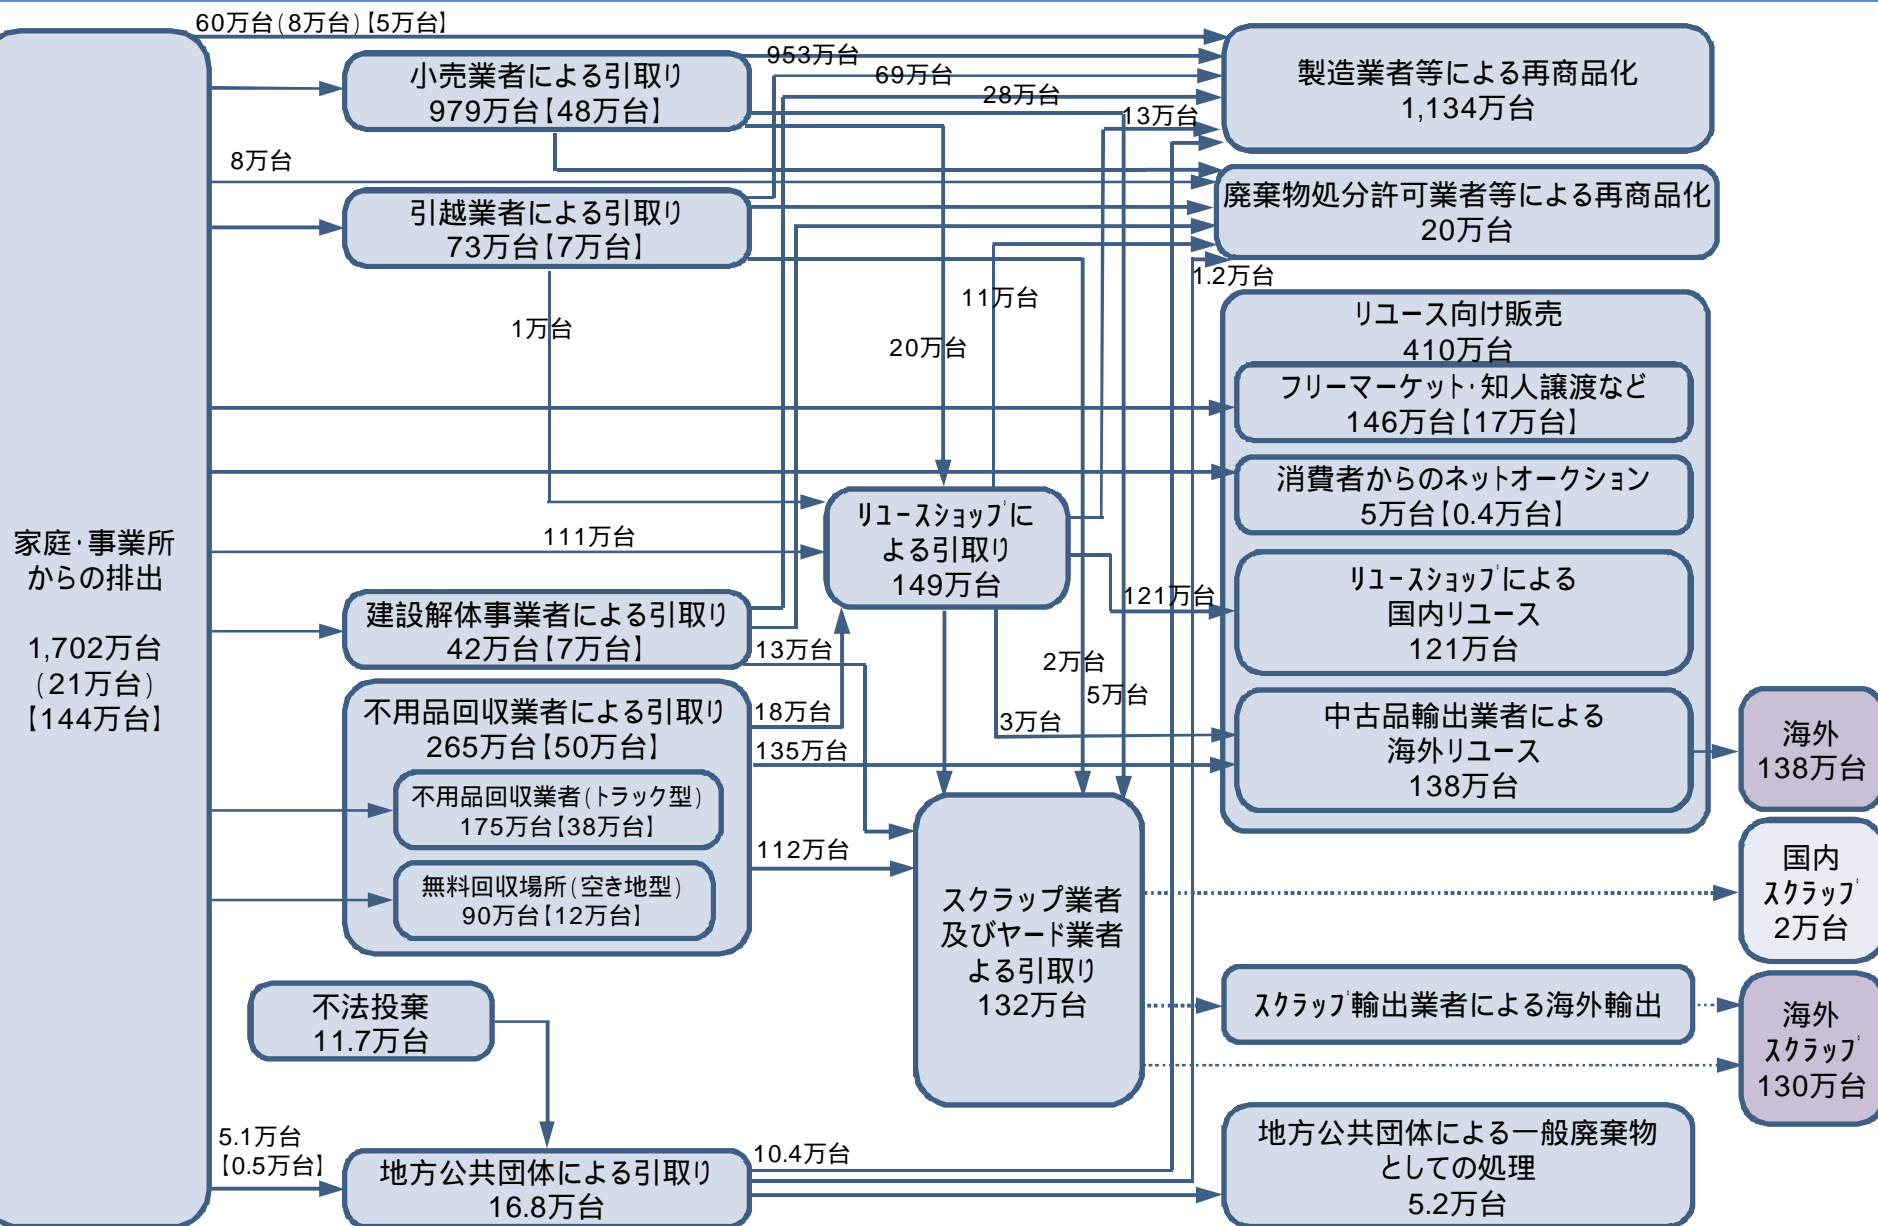 60万台(8万台)【5万台】
953万台
69万台
28万台
13万台
小売業者による引取り
979万台【48万台】
製造業者等による再商品化
1,134万台
8万台
引越業者による引取り
73万台【7万台】
廃棄物処分許可業者等による再商品化
20万台
1.2万台
11万台
1万台
20万台
リユース向け販売
410万台
フリーマーケット・知人譲渡など
146万台【17万台】
消費者からのネットオークション
5万台【0.4万台】
家庭・事業所
からの排出
1,702万台
(21万台)
【144万台】
111万台
リユースショップに
よる引取り
149万台
121万台
リユースショップによる
国内リユース
121万台
建設解体事業者による引取り
42万台【7万台】
13万台
2万台
5万台
3万台
不用品回収業者による引取り
265万台【50万台】
18万台
135万台
不用品回収業者(トラック型)
175万台【38万台】
112万台
無料回収場所(空き地型)
90万台【12万台】
中古品輸出業者による
海外リユース
138万台
海外
138万台
国内
スクラップ
2万台
スクラップ業者
及びヤード業者
よる引取り
132万台
スクラップ輸出業者による海外輸出
海外
スクラップ
130万台
不法投棄
11.7万台
5.1万台
【0.5万台】
地方公共団体による引取り
16.8万台
10.4万台
地方公共団体による一般廃棄物
としての処理
5.2万台